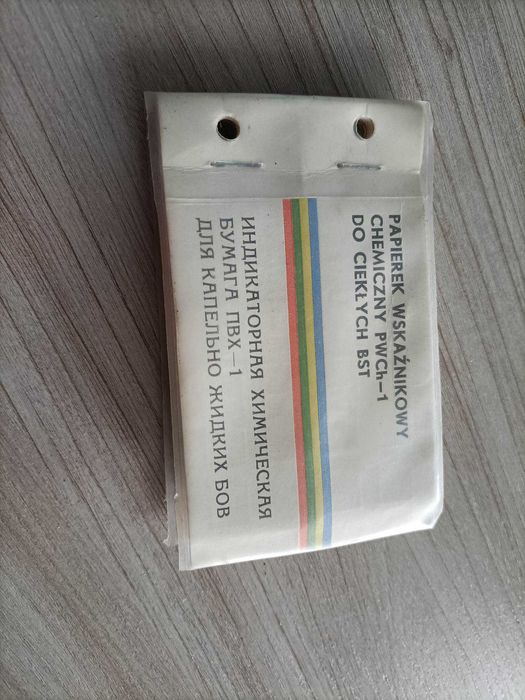 PAPIEREK WSKAŹNIKOWY
CHEMICZNY PWCh–1
DO CIEKŁYCH BST
ИНДИКАТОРНАЯ ХИМИЧЕСКАЯ
БУМАГА ПВХ–1
ДЛЯ КАПЕЛЬНО ЖИДКИХ БОВ